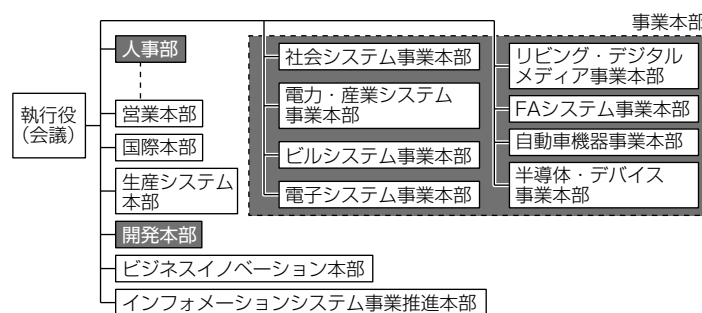 事業本部
人事部
執行役
（会議）
営業本部
国際本部
生産システム
本部
開発本部
ビジネスイノベーション本部
インフォメーションシステム事業推進本部
社会システム事業本部
電力・産業システム
事業本部
ビルシステム事業本部
電子システム事業本部
リビング・デジタル
メディア事業本部
FAシステム事業本部
自動車機器事業本部
半導体・デバイス
事業本部